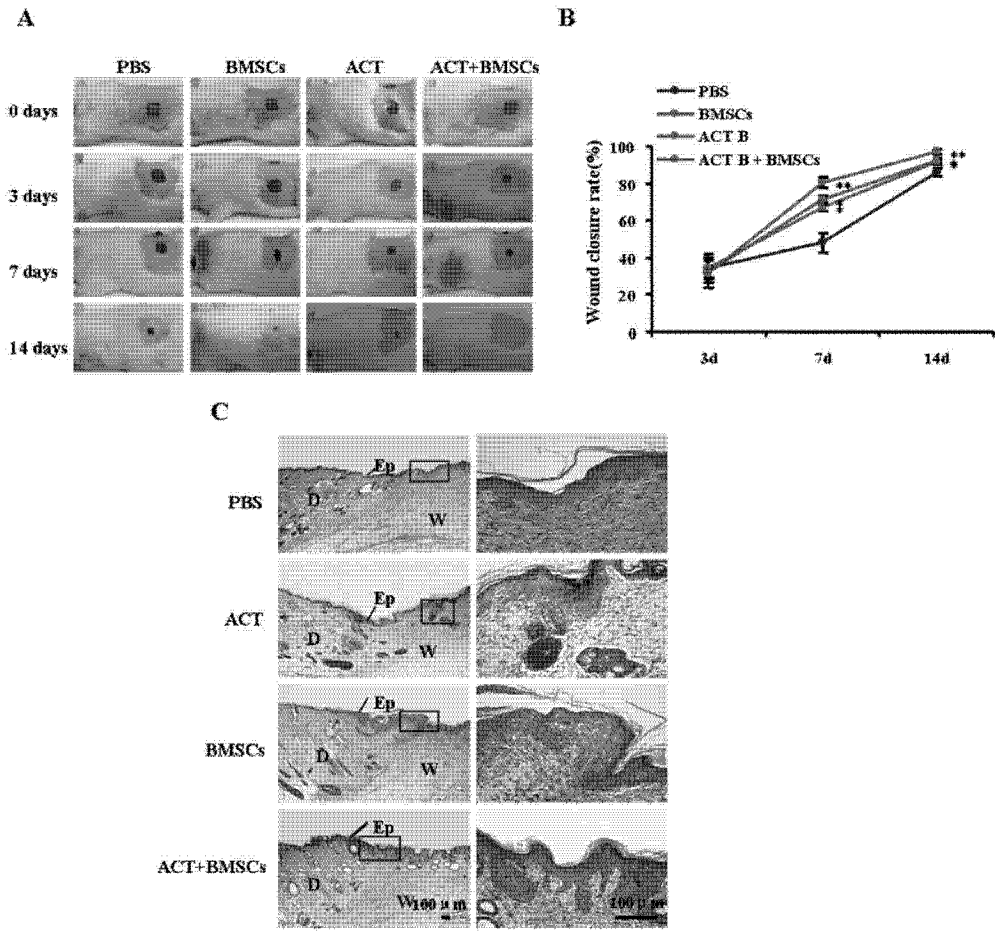 A
PBS BMSCs ACT ACT+BMSCs
0 days
3 days
7 days
14 days
B
PBS
BMSCs
ACT B
ACT B + BMSCs
Wound closure rate(%)
100
80
60
40
20
0
3d 7d 14d
**
‡
**
*
C
PBS
Ep
D
W
ACT
Ep
D
W
BMSCs
Ep
D
W
ACT+BMSCs
Ep
D
W
100 μm
100 μm